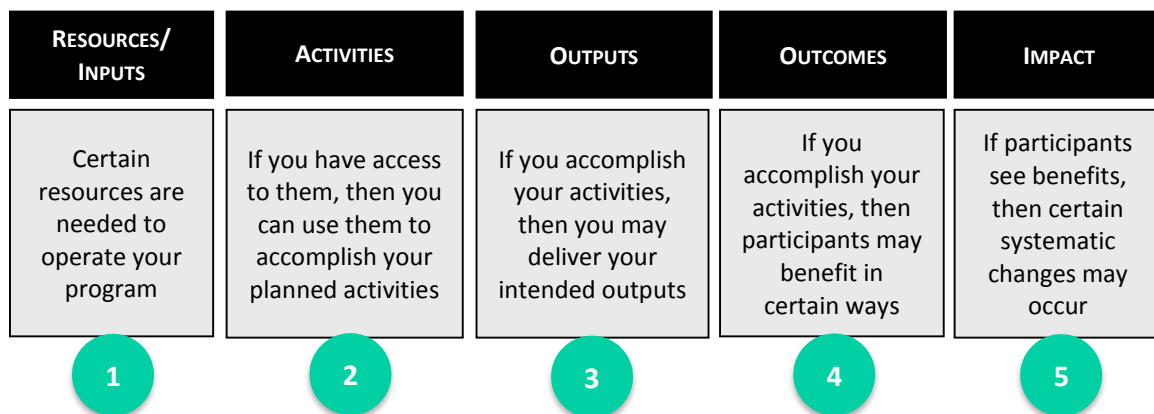 RESOURCES/
INPUTS
Certain
resources are
needed to
operate your
program
1
ACTIVITIES
If you have access
to them, then you
can use them to
accomplish your
planned activities
2
OUTPUTS
If you accomplish
your activities,
then you may
deliver your
intended outputs
3
OUTCOMES
If you
accomplish your
activities, then
participants may
benefit in
certain ways
4
IMPACT
If participants
see benefits,
then certain
systematic
changes may
occur
5